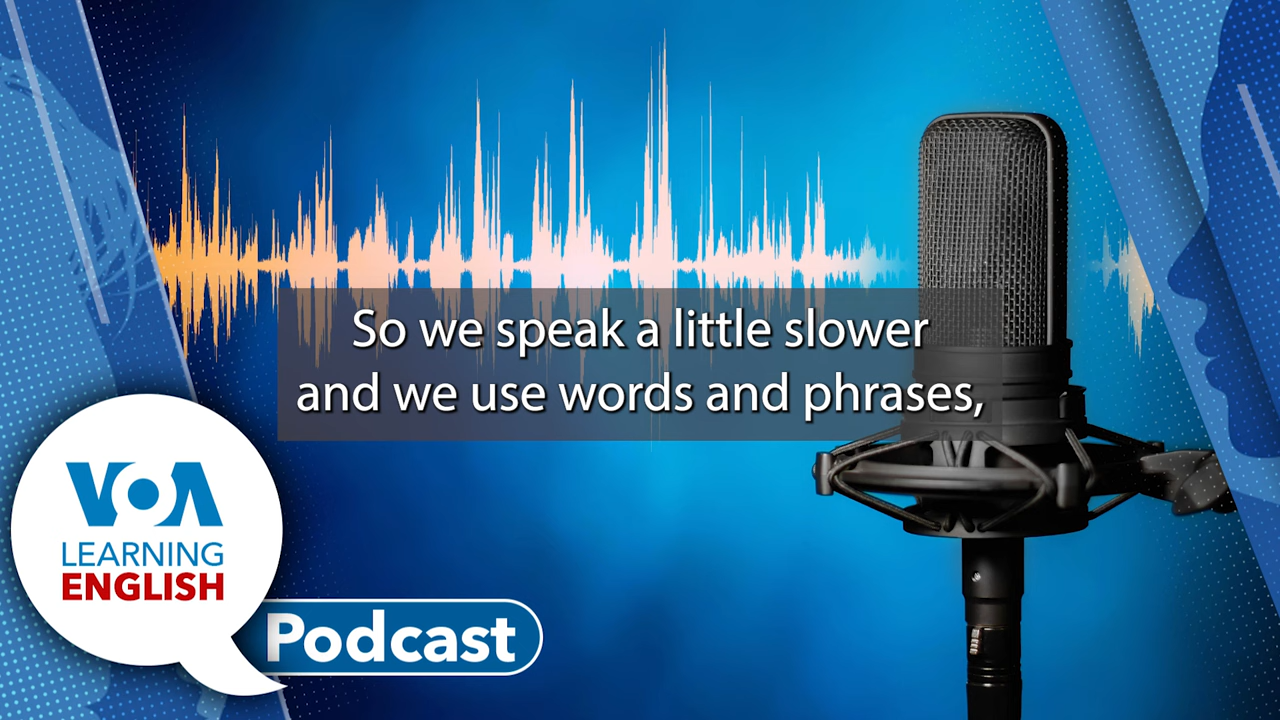 So we speak a little slower
and we use words and phrases,
VOA
LEARNING
ENGLISH
Podcast